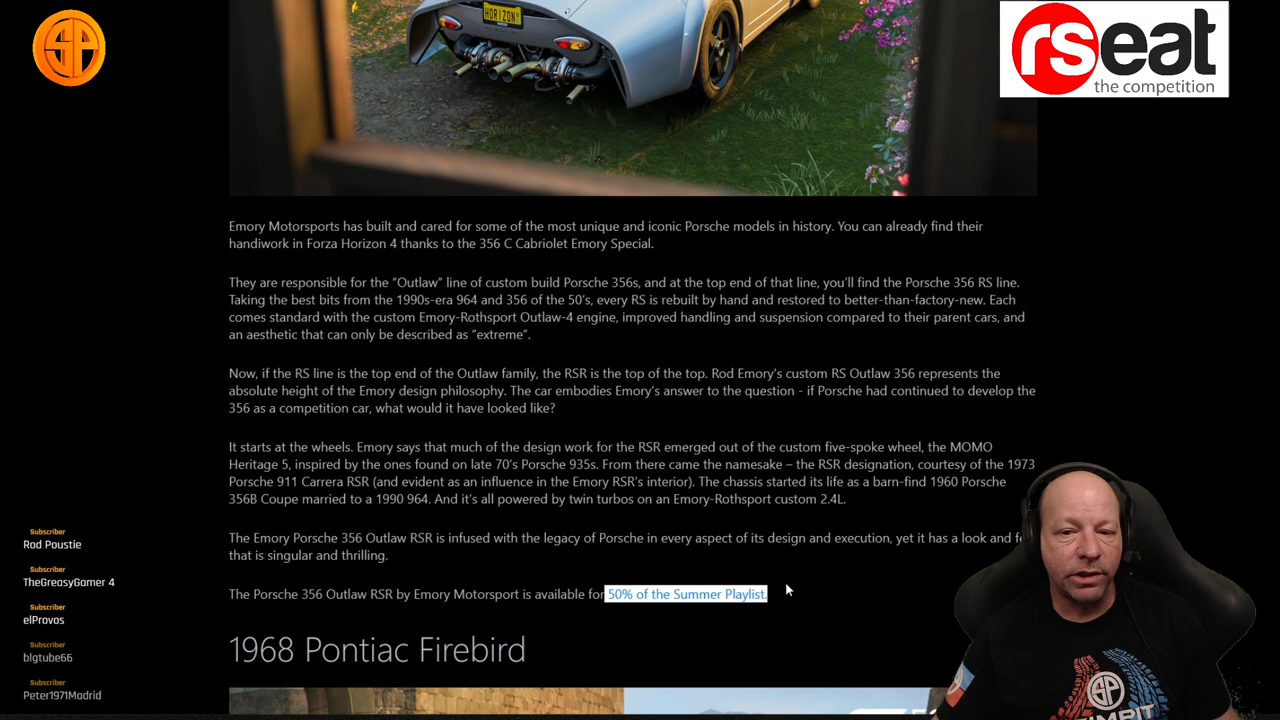 SP
HORIZON
rseat
the competition
Emory Motorsports has built and cared for some of the most unique and iconic Porsche models in history. You can already find their
handiwork in Forza Horizon 4 thanks to the 356 C Cabriolet Emory Special.
They are responsible for the "Outlaw" line of custom build Porsche 356s, and at the top end of that line, you'll find the Porsche 356 RS line.
Taking the best bits from the 1990s-era 964 and 356 of the 50's, every RS is rebuilt by hand and restored to better-than-factory-new. Each
comes standard with the custom Emory-Rothsport Outlaw-4 engine, improved handling and suspension compared to their parent cars, and
an aesthetic that can only be described as "extreme".
Now, if the RS line is the top end of the Outlaw family, the RSR is the top of the top. Rod Emory's custom RS Outlaw 356 represents the
absolute height of the Emory design philosophy. The car embodies Emory's answer to the question - if Porsche had continued to develop the
356 as a competition car, what would it have looked like?
It starts at the wheels. Emory says that much of the design work for the RSR emerged out of the custom five-spoke wheel, the MOMO
Heritage 5, inspired by the ones found on late 70's Porsche 935s. From there came the namesake – the RSR designation, courtesy of the 1973
Porsche 911 Carrera RSR (and evident as an influence in the Emory RSR's interior). The chassis started its life as a barn-find 1960 Porsche
356B Coupe married to a 1990 964. And it's all powered by twin turbos on an Emory-Rothsport custom 2.4L.
The Emory Porsche 356 Outlaw RSR is infused with the legacy of Porsche in every aspect of its design and execution, yet it has a look and
that is singular and thrilling.
The Porsche 356 Outlaw RSR by Emory Motorsport is available for 50% of the Summer Playlist.
1968 Pontiac Firebird
Subscriber
Rod Poustie
Subscriber
TheGreasyGamer 4
Subscriber
elProvos
Subscriber
blgtube66
Subscriber
Peter1971Madrid
SP